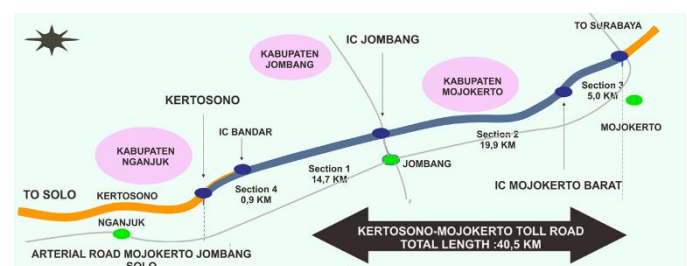 TO SURABAYA
IC JOMBANG
KABUPATEN
JOMBANG
KABUPATEN
MOJOKERTO
Section 3
5,0 KM
KERTOSONO
MOJOKERTO
IC BANDAR
Section 2
19,9 KM
KABUPATEN
NGANJUK
JOMBANG
Section 1
14,7 KM
IC MOJOKERTO BARAT
Section 4
0,9 KM
TO SOLO
KERTOSONO
NGANJUK
KERTOSONO-MOJOKERTO TOLL ROAD
TOTAL LENGTH :40,5 KM
ARTERIAL ROAD MOJOKERTO JOMBANG
SOLO